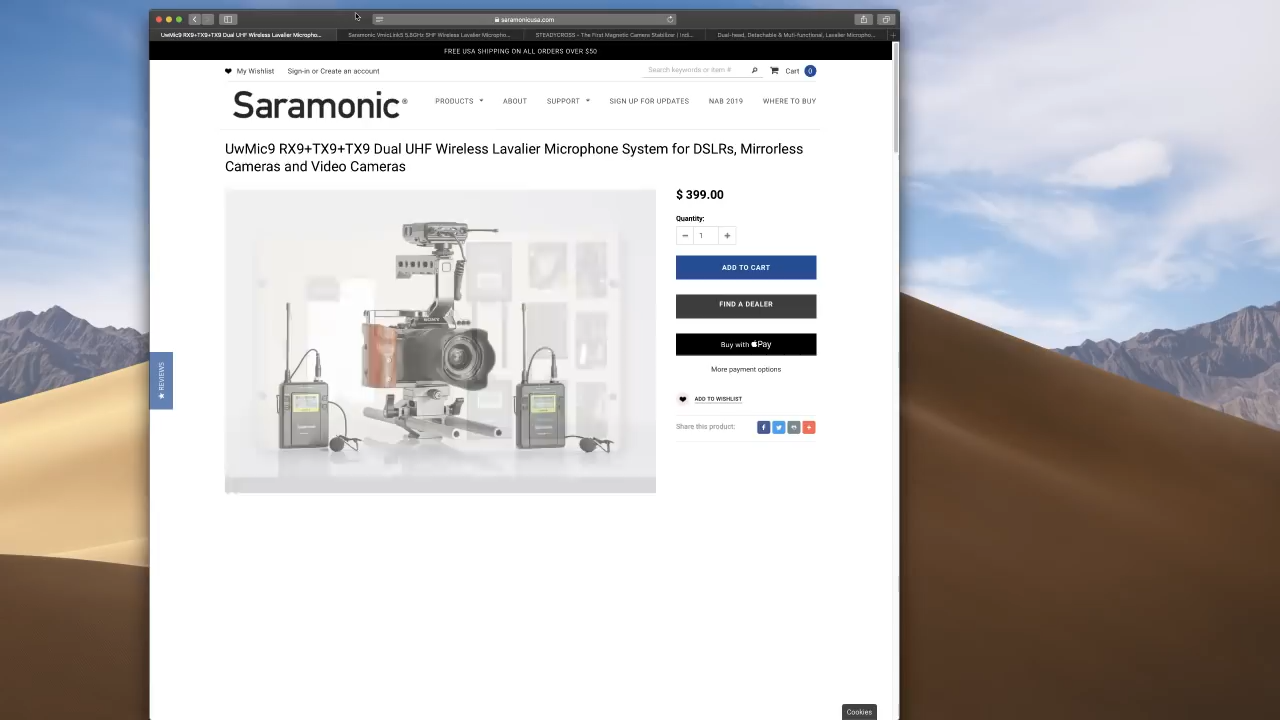 saramonicusa.com
UwMic9 RX9+TX9+TX9 Dual UHF Wireless Lavalier Micropho...
Saramonic VmicLink5 5.8GHz SHF Wireless Lavalier Micropho...
STEADYCROSS - The First Magnetic Camera Stabilizer | Indi...
Dual-head, Detachable & Multi-functional, Lavalier Micropho...
FREE USA SHIPPING ON ALL ORDERS OVER $50
My Wishlist Sign-in or Create an account
Search keywords or item #
Cart 0
Saramonic®
PRODUCTS ABOUT SUPPORT SIGN UP FOR UPDATES NAB 2019 WHERE TO BUY
UwMic9 RX9+TX9+TX9 Dual UHF Wireless Lavalier Microphone System for DSLRs, Mirrorless
Cameras and Video Cameras
$ 399.00
Quantity:
− 1 +
ADD TO CART
FIND A DEALER
Buy with Pay
More payment options
ADD TO WISHLIST
Share this product:
★ REVIEWS
Cookies